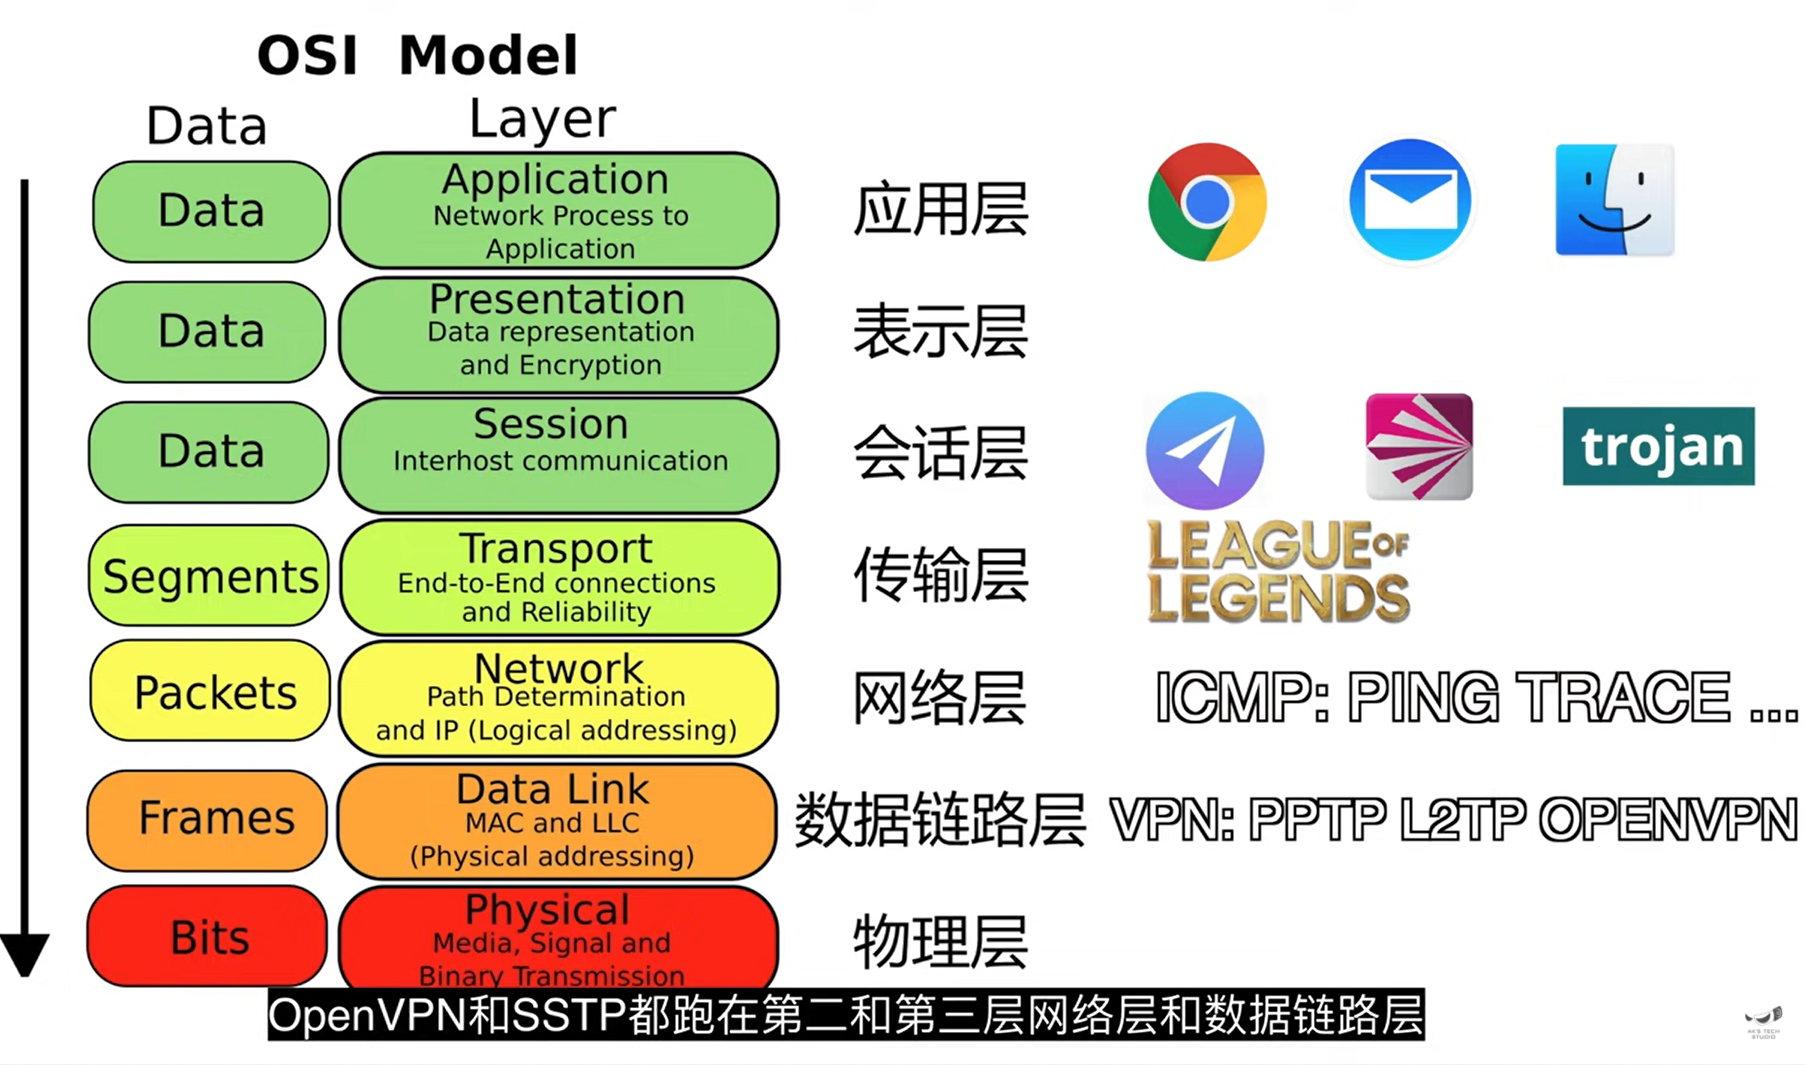 OSI Model
Data
Layer
Data
Application
Network Process to
Application
应用层
Data
Presentation
Data representation
and Encryption
表示层
Data
Session
Interhost communication
会话层
trojan
Segments
Transport
End-to-End connections
and Reliability
传输层
LEAGUE OF
LEGENDS
Packets
Network
Path Determination
and IP (Logical addressing)
网络层
ICMP: PING TRACE ...
Frames
Data Link
MAC and LLC
(Physical addressing)
数据链路层
VPN: PPTP L2TP OPENVPN
Bits
Physical
Media, Signal and
Binary Transmission
物理层
OpenVPN和SSTP都跑在第二和第三层网络层和数据链路层
AK'S TECH
STUDIO